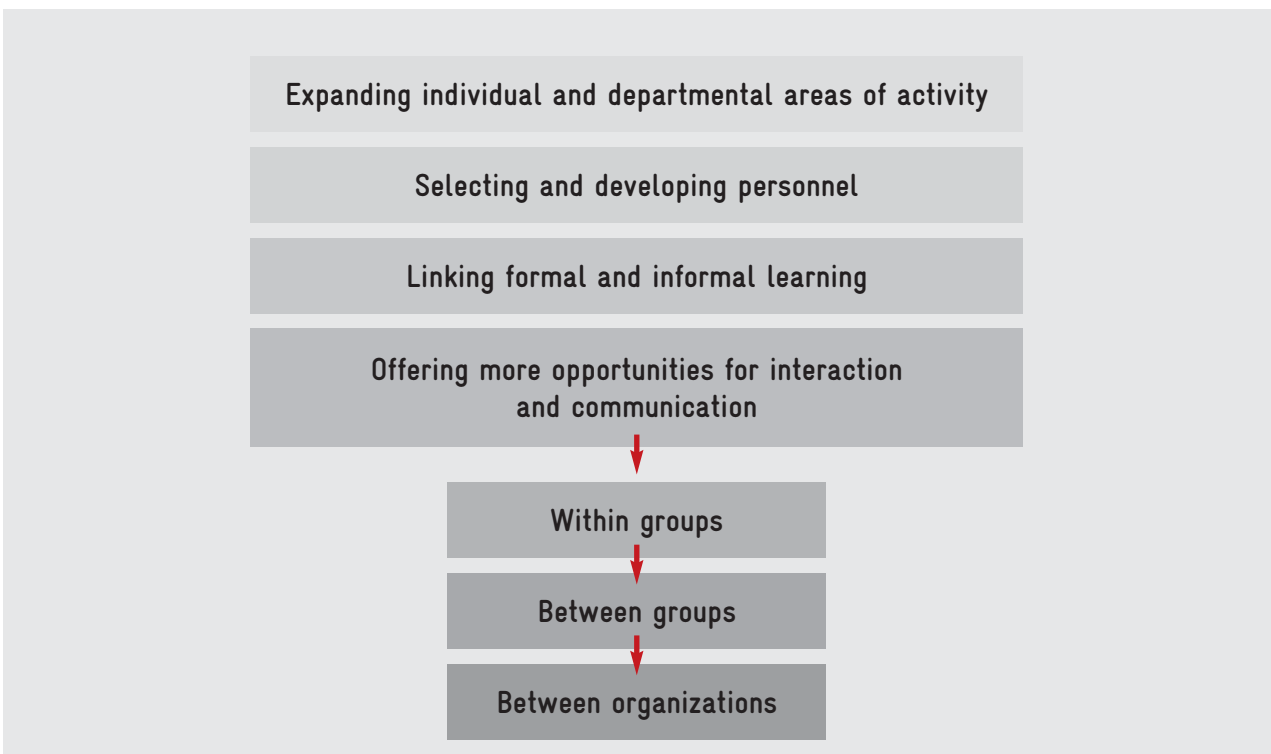 Expanding individual and departmental areas of activity
Selecting and developing personnel
Linking formal and informal learning
Offering more opportunities for interaction
and communication
Within groups
Between groups
Between organizations